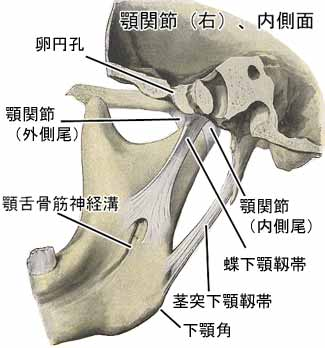 顎関節（右）、内側面
卵円孔
顎関節
（外側尾）
顎舌骨筋神経溝
顎関節
（内側尾）
蝶下顎靱帯
茎突下顎靱帯
下顎角